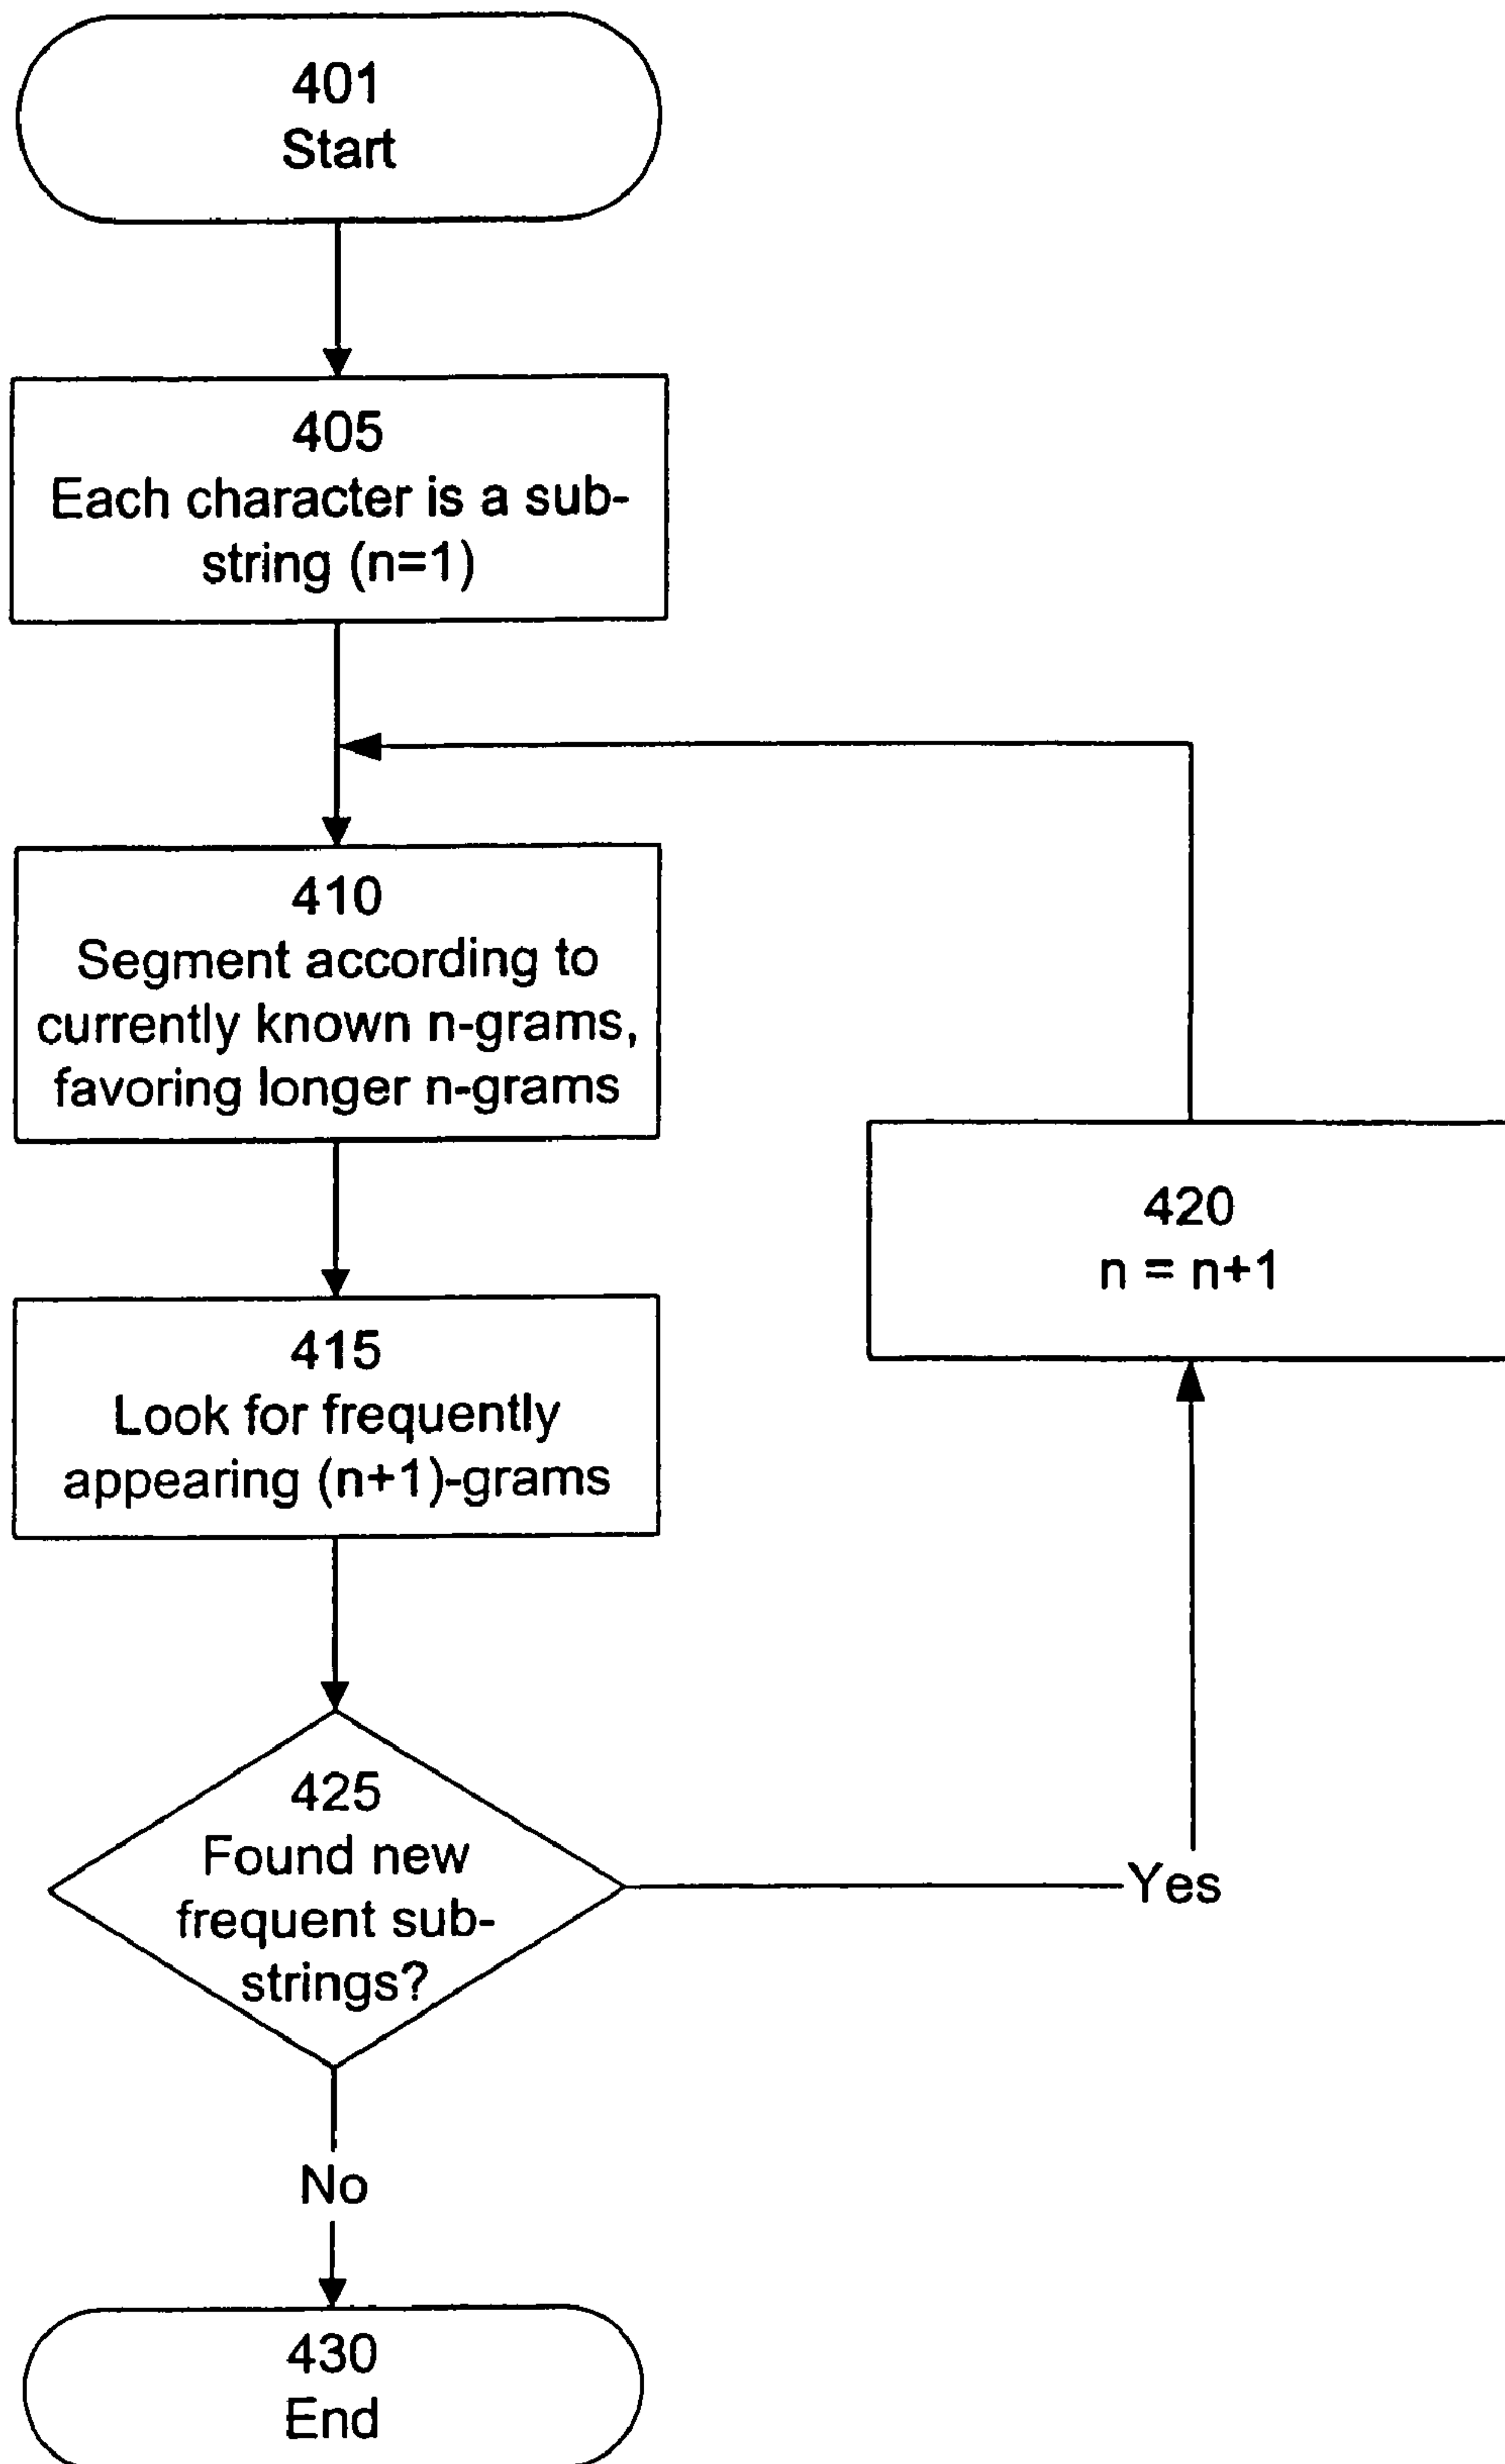 401
Start
405
Each character is a sub-
string (n=1)
410
Segment according to
currently known n-grams,
favoring longer n-grams
415
Look for frequently
appearing (n+1)-grams
420
n = n+1
425
Found new
frequent sub-
strings?
Yes
No
430
End